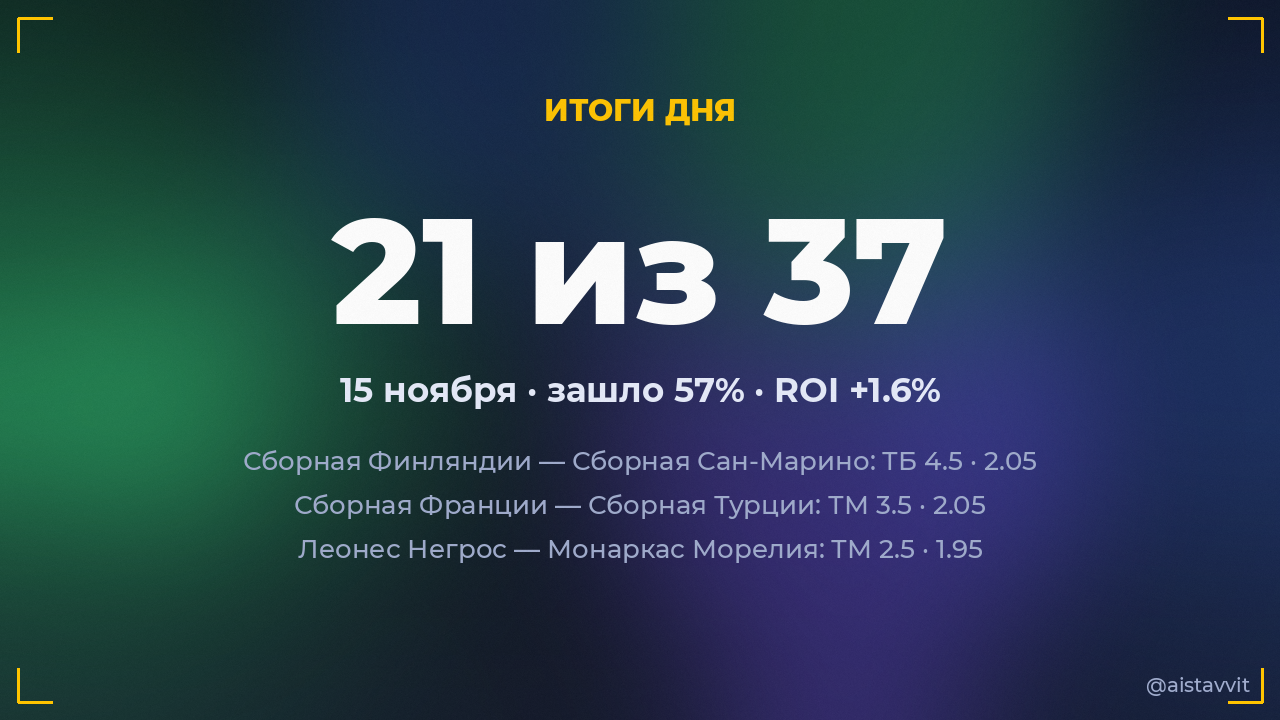 ИТОГИ ДНЯ
21 из 37
15 ноября · зашло 57% · ROI +1.6%
Сборная Финляндии — Сборная Сан-Марино: ТБ 4.5 · 2.05
Сборная Франции — Сборная Турции: ТМ 3.5 · 2.05
Леонес Негрос — Монаркас Морелия: ТМ 2.5 · 1.95
@aistavvit